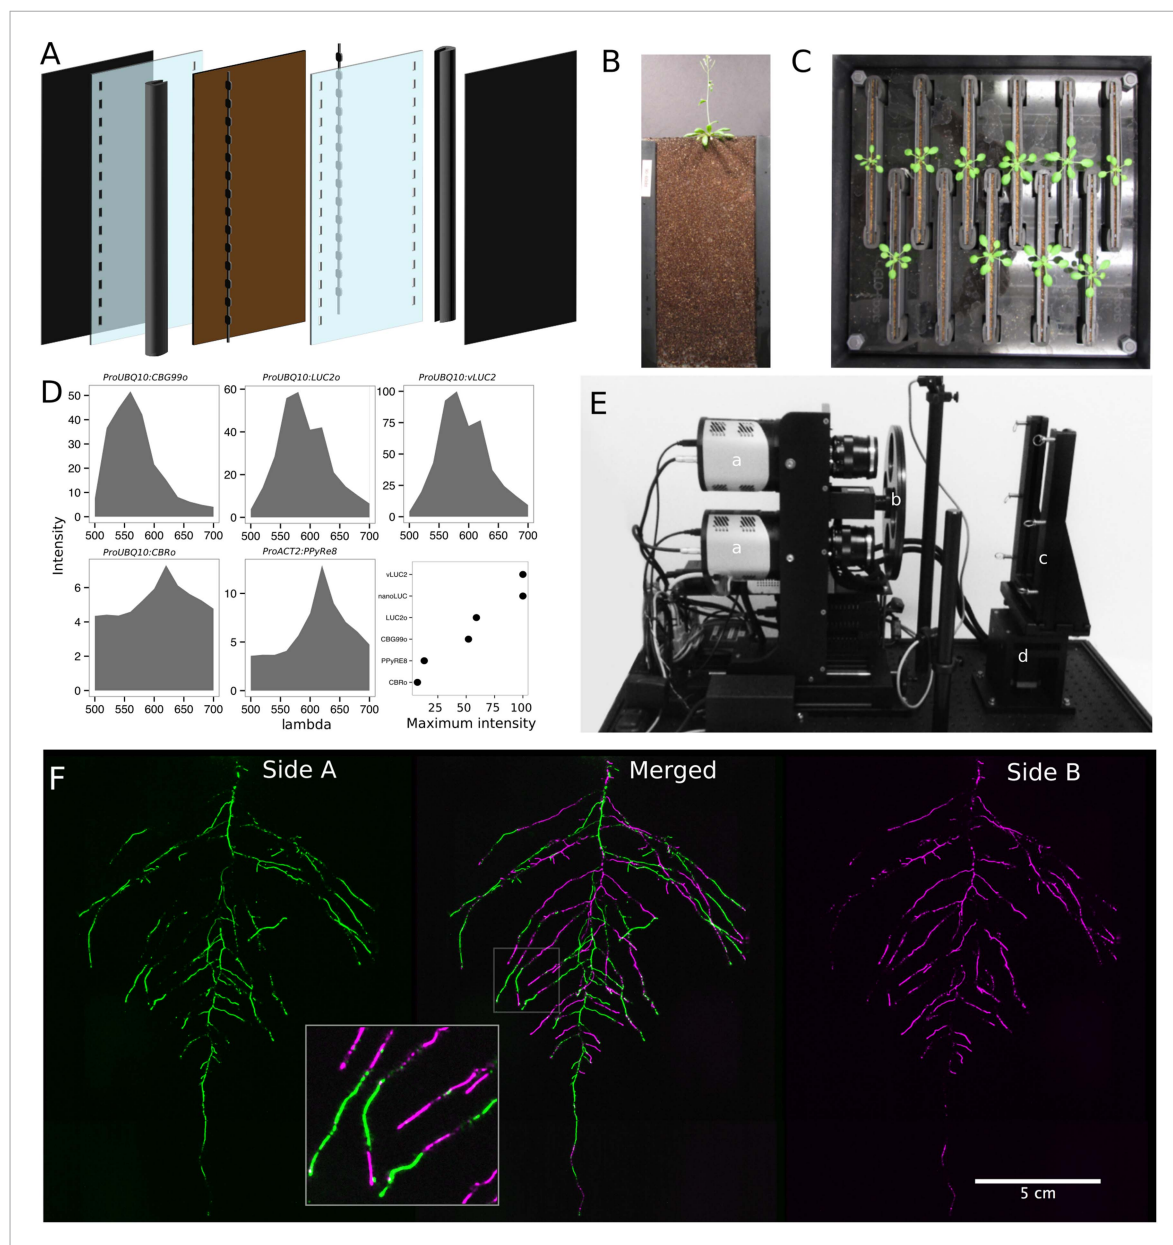 A
B
C
D
ProUBQ10:CBG99o
ProUBQ10:LUC2o
ProUBQ10:vLUC2
50
40
30
20
10
0
60
40
20
0
100
75
50
25
0
500 550 600 650 700
500 550 600 650 700
500 550 600 650 700
Intensity
ProUBQ10:CBRo
ProACT2:PPyRe8
6
4
2
0
10
5
0
vLUC2
nanoLUC
LUC2o
CBG99o
PPyRE8
CBRo
500 550 600 650 700
500 550 600 650 700
25 50 75 100
lambda
Maximum intensity
E
a
a
b
c
d
F
Side A
Merged
Side B
5 cm